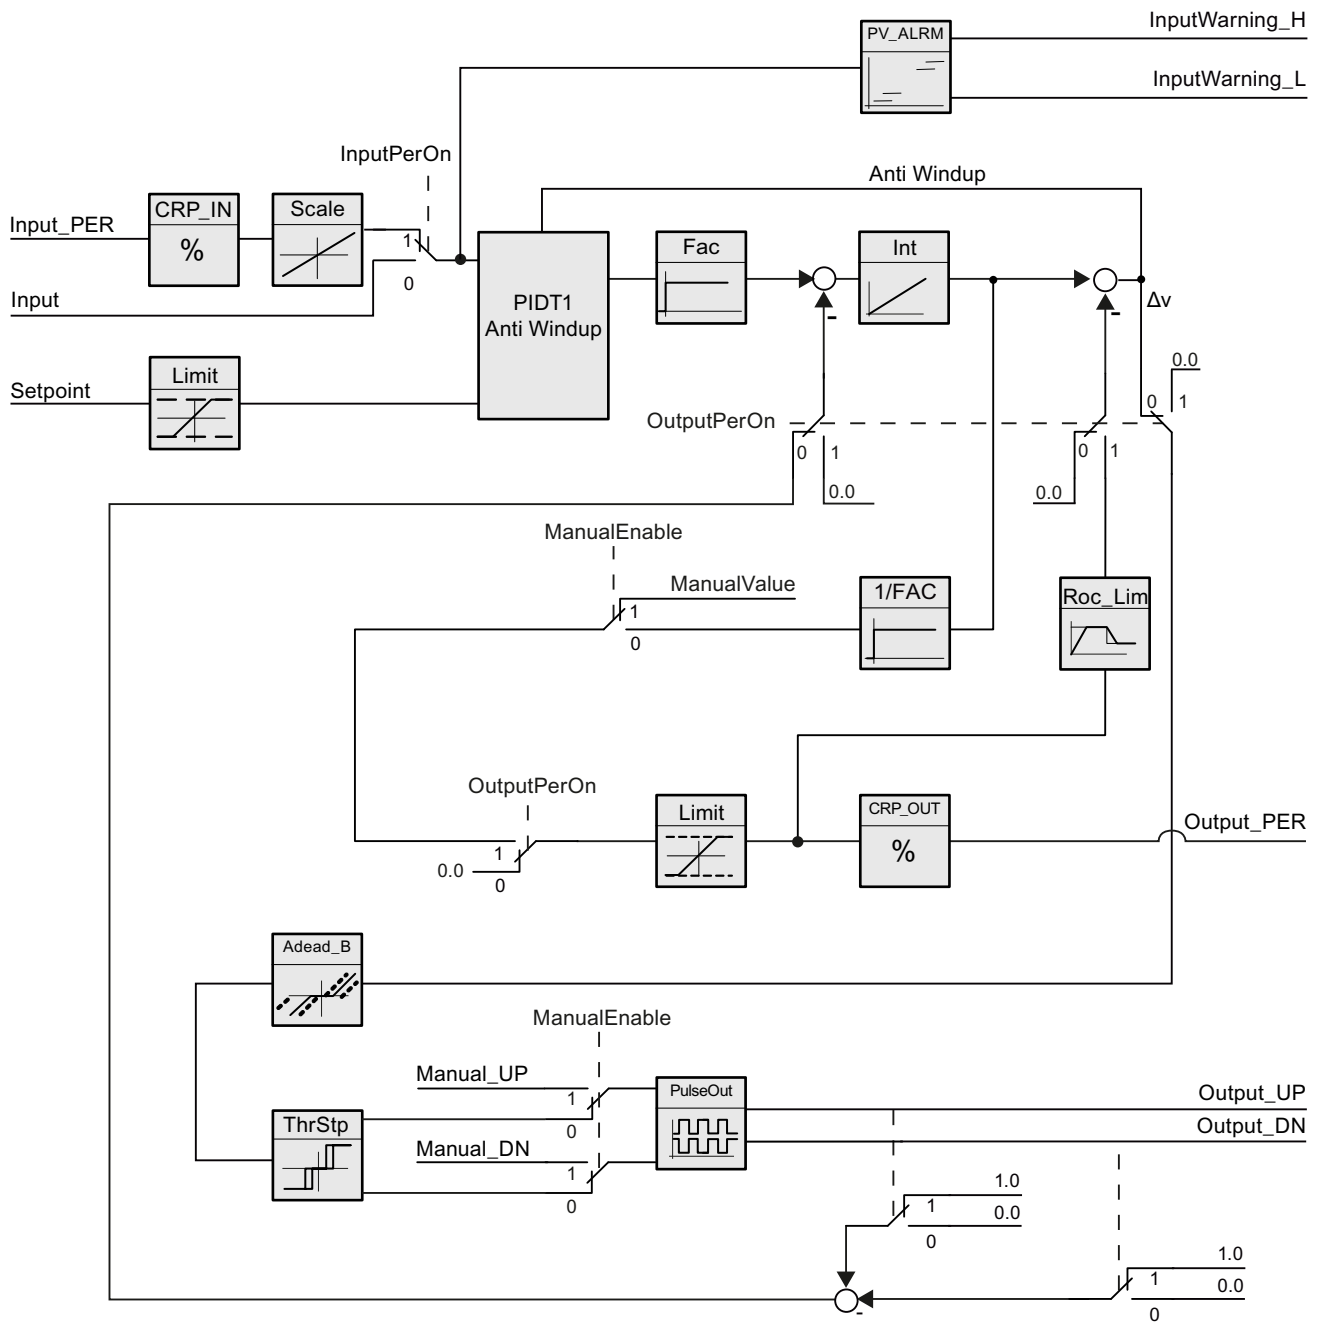 InputWarning_H
PV_ALRM
InputWarning_L
InputPerOn
Anti Windup
Input_PER
CRP_IN
%
Scale
1
0
Input
PIDT1
Anti Windup
Fac
Int
-
-
Δv
Setpoint
Limit
0.0
0
1
OutputPerOn
0
1
0.0
0
1
0.0
ManualEnable
ManualValue
1
0
1/FAC
Roc_Lim
OutputPerOn
1
0.0
0
Limit
CRP_OUT
%
Output_PER
Adead_B
ManualEnable
Manual_UP
1
0
ThrStp
Manual_DN
1
0
PulseOut
Output_UP
Output_DN
1.0
1
0.0
0
1.0
1
0.0
0
-